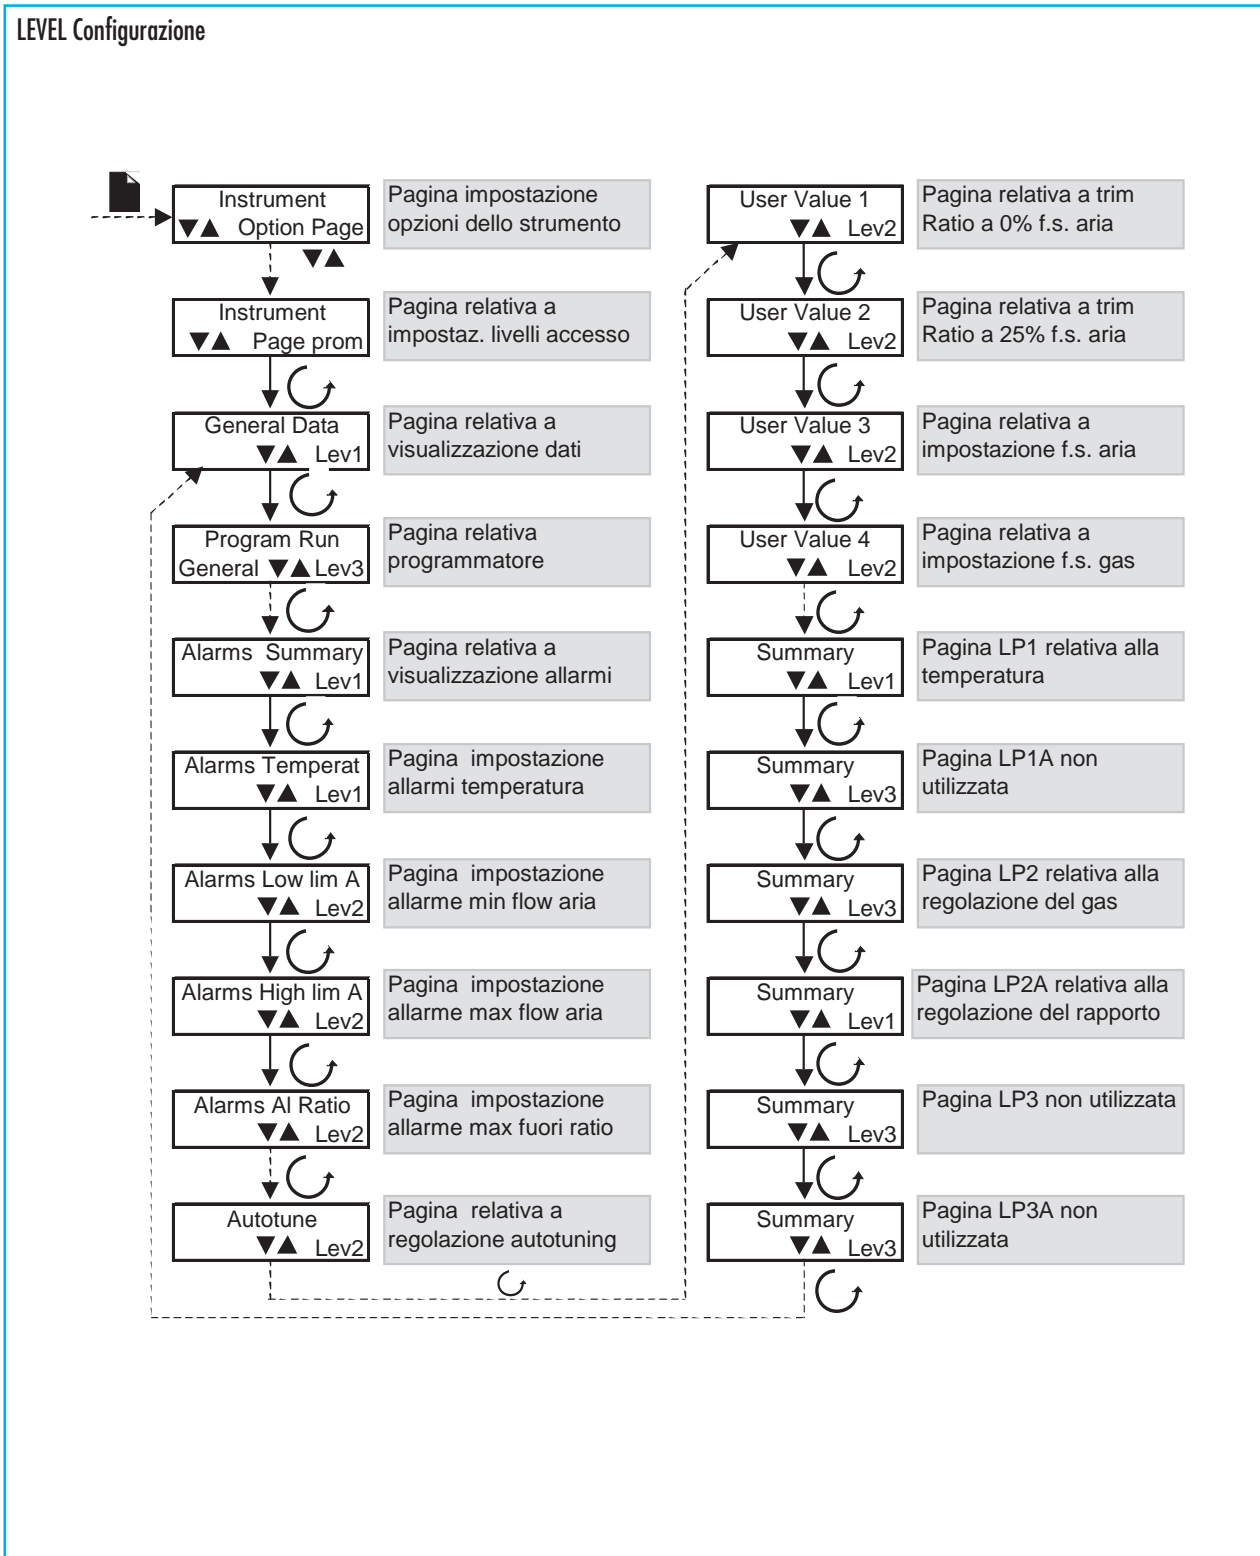 LEVEL Configurazione
Instrument
▼▲ Option Page
▼▲
Pagina impostazione
opzioni dello strumento
Instrument
▼▲ Page prom
Pagina relativa a
impostaz. livelli accesso
General Data
▼▲ Lev1
Pagina relativa a
visualizzazione dati
Program Run
General ▼▲ Lev3
Pagina relativa
programmatore
Alarms Summary
▼▲ Lev1
Pagina relativa a
visualizzazione allarmi
Alarms Temperat
▼▲ Lev1
Pagina impostazione
allarmi temperatura
Alarms Low lim A
▼▲ Lev2
Pagina impostazione
allarme min flow aria
Alarms High lim A
▼▲ Lev2
Pagina impostazione
allarme max flow aria
Alarms Al Ratio
▼▲ Lev2
Pagina impostazione
allarme max fuori ratio
Autotune
▼▲ Lev2
Pagina relativa a
regolazione autotuning
User Value 1
▼▲ Lev2
Pagina relativa a trim
Ratio a 0% f.s. aria
User Value 2
▼▲ Lev2
Pagina relativa a trim
Ratio a 25% f.s. aria
User Value 3
▼▲ Lev2
Pagina relativa a
impostazione f.s. aria
User Value 4
▼▲ Lev2
Pagina relativa a
impostazione f.s. gas
Summary
▼▲ Lev1
Pagina LP1 relativa alla
temperatura
Summary
▼▲ Lev3
Pagina LP1A non
utilizzata
Summary
▼▲ Lev3
Pagina LP2 relativa alla
regolazione del gas
Summary
▼▲ Lev1
Pagina LP2A relativa alla
regolazione del rapporto
Summary
▼▲ Lev3
Pagina LP3 non utilizzata
Summary
▼▲ Lev3
Pagina LP3A non
utilizzata